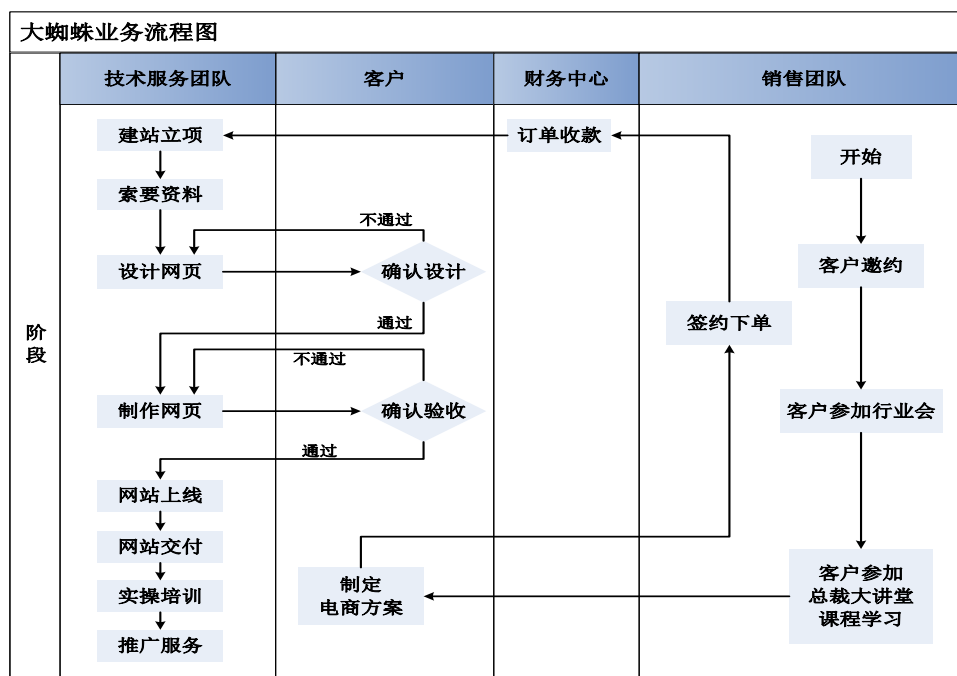 大蜘蛛业务流程图
技术服务团队
客户
财务中心
销售团队
阶
段
建站立项
订单收款
开始
索要资料
不通过
设计网页
确认设计
客户邀约
通过
签约下单
不通过
制作网页
确认验收
客户参加行业会
通过
网站上线
网站交付
实操培训
推广服务
制定
电商方案
客户参加
总裁大讲堂
课程学习